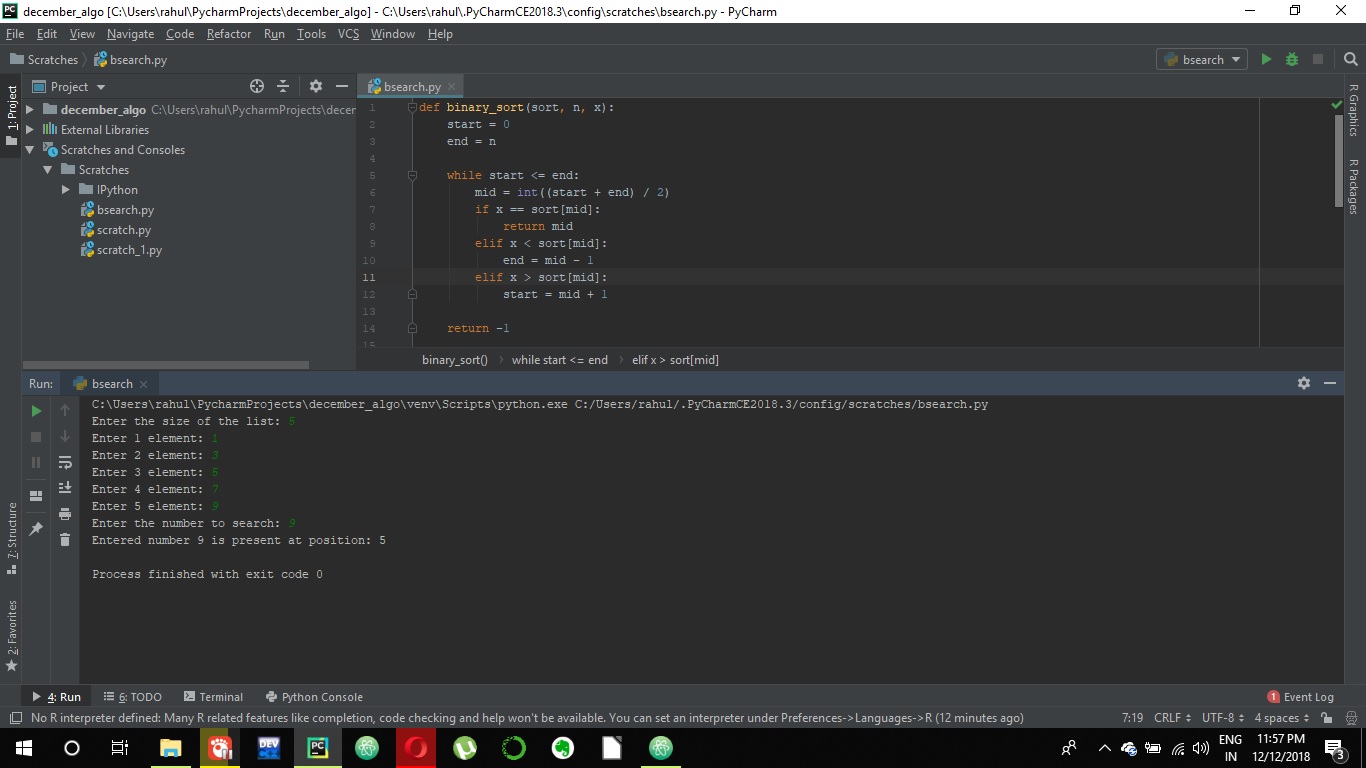 december_algo [C:\Users\rahul\PycharmProjects\december_algo] - C:\Users\rahul\.PyCharmCE2018.3\config\scratches\bsearch.py - PyCharm
File Edit View Navigate Code Refactor Run Tools VCS Window Help
Scratches bsearch.py bsearch
1: Project
Project
december_algo C:\Users\rahul\PycharmProjects\decer
External Libraries
Scratches and Consoles
Scratches
IPython
bsearch.py
scratch.py
scratch_1.py
bsearch.py
1 def binary_sort(sort, n, x):
2 start = 0
3 end = n
4
5 while start <= end:
6 mid = int((start + end) / 2)
7 if x == sort[mid]:
8 return mid
9 elif x < sort[mid]:
10 end = mid - 1
11 elif x > sort[mid]:
12 start = mid + 1
13
14 return -1
15
binary_sort() while start <= end elif x > sort[mid]
R Graphics
R Packages
Run: bsearch
C:\Users\rahul\PycharmProjects\december_algo\venv\Scripts\python.exe C:/Users/rahul/.PyCharmCE2018.3/config/scratches/bsearch.py
Enter the size of the list: 5
Enter 1 element: 1
Enter 2 element: 3
Enter 3 element: 5
Enter 4 element: 7
Enter 5 element: 9
Enter the number to search: 9
Entered number 9 is present at position: 5
Process finished with exit code 0
7: Structure
2: Favorites
4: Run 6: TODO Terminal Python Console 1 Event Log
No R interpreter defined: Many R related features like completion, code checking and help won't be available. You can set an interpreter under Preferences->Languages->R (12 minutes ago) 7:19 CRLF UTF-8 4 spaces
DEV
PC
ENG
IN
11:57 PM
12/12/2018
3